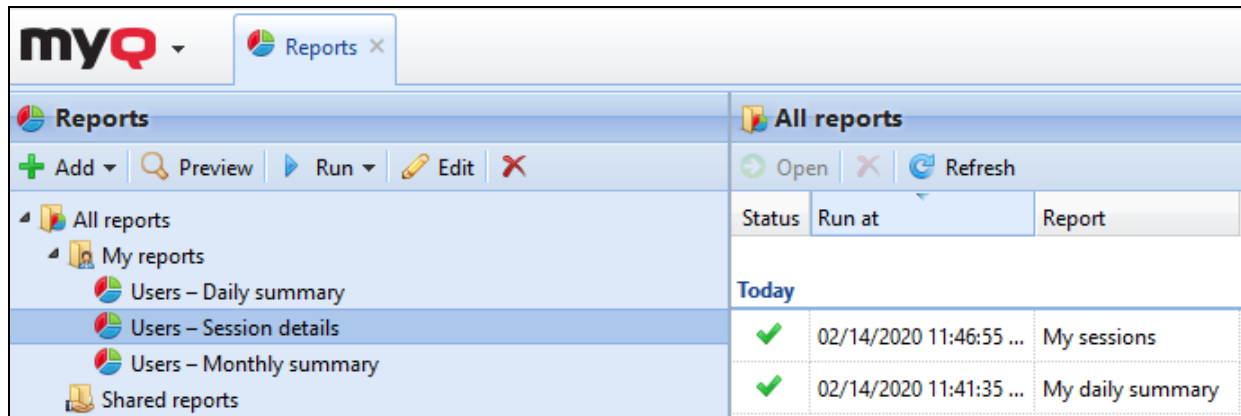 myQ
Reports
Reports
Add Preview Run Edit
All reports
My reports
Users – Daily summary
Users – Session details
Users – Monthly summary
Shared reports
All reports
Open Refresh
Status Run at Report
Today
02/14/2020 11:46:55 ... My sessions
02/14/2020 11:41:35 ... My daily summary